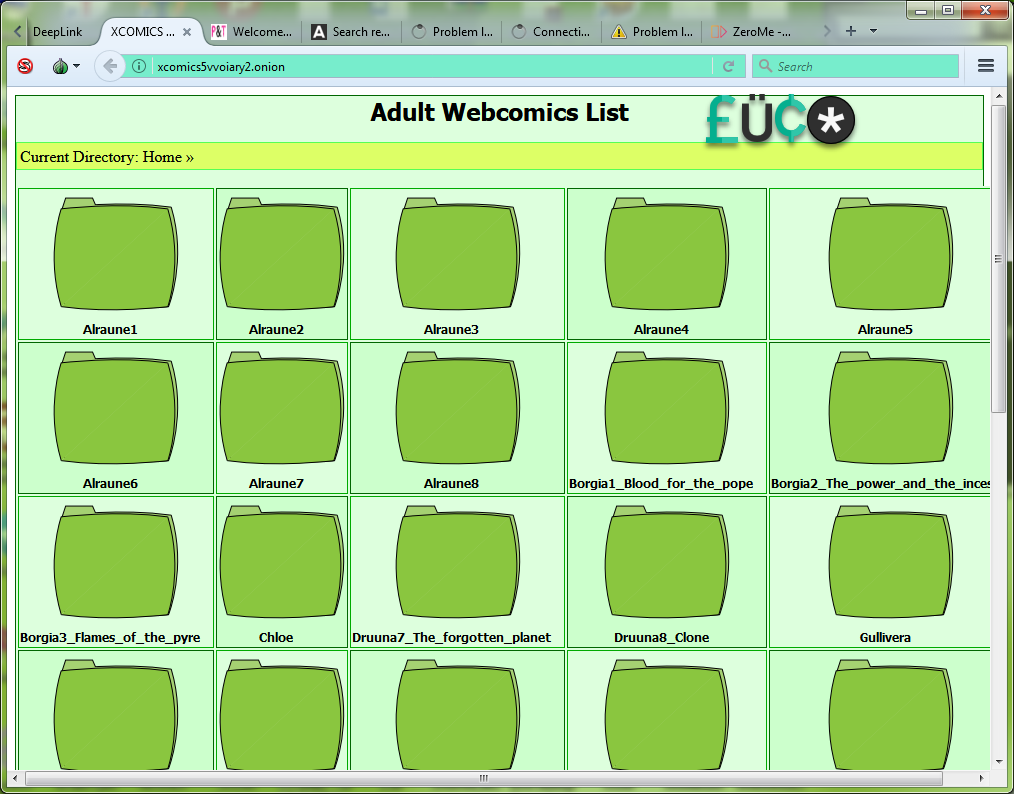 DeepLink
XCOMICS ...
P&T Welcome...
A Search re...
Problem l...
Connecti...
Problem l...
ZeroMe -...
xcomics5vvoiary2.onion
Search
Adult Webcomics List
£Ü¢*
Current Directory: Home »
Alraune1
Alraune2
Alraune3
Alraune4
Alraune5
Alraune6
Alraune7
Alraune8
Borgia1_Blood_for_the_pope
Borgia2_The_power_and_the_inces
Borgia3_Flames_of_the_pyre
Chloe
Druuna7_The_forgotten_planet
Druuna8_Clone
Gullivera